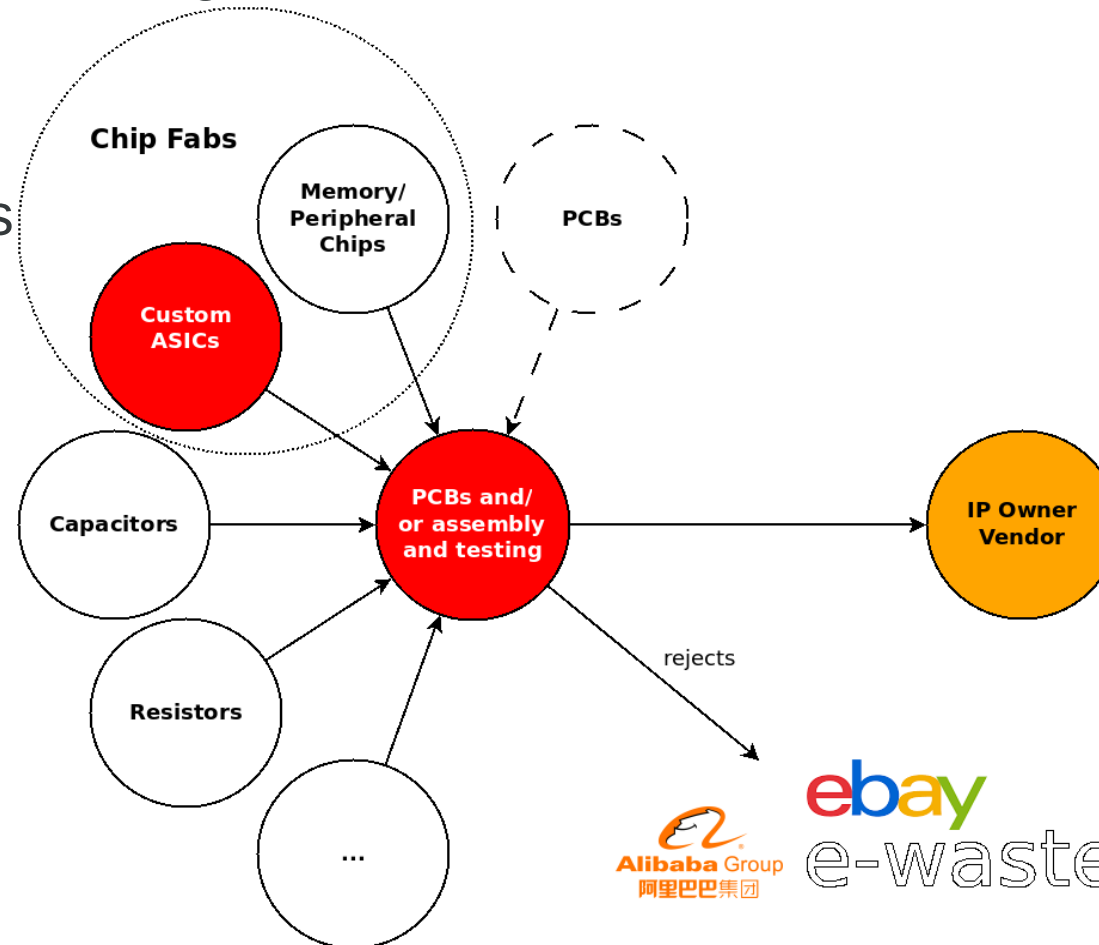 s
Chip Fabs
Memory/
Peripheral
Chips
PCBs
Custom
ASICs
Capacitors
PCBs and/
or assembly
and testing
IP Owner
Vendor
rejects
Resistors
...
ebay
Alibaba Group
阿里巴巴集团
e-waste